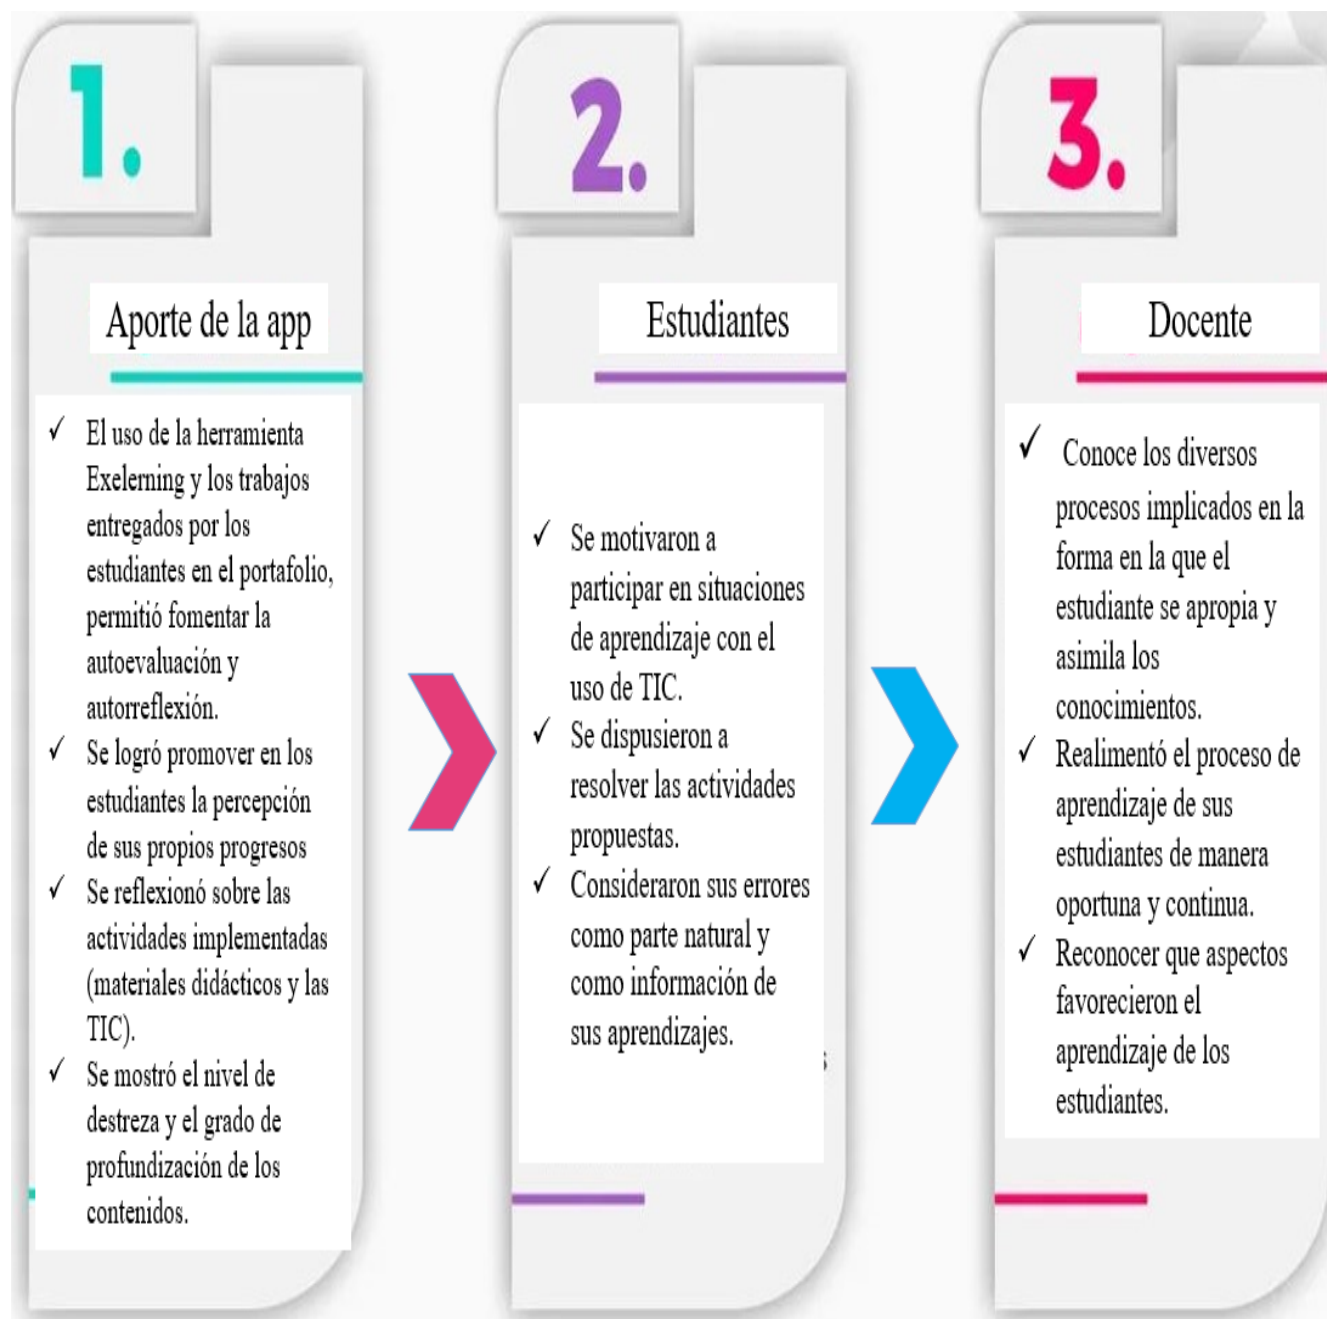 1.
Aporte de la app
✓ El uso de la herramienta
Exelerning y los trabajos
entregados por los
estudiantes en el portafolio,
permitió fomentar la
autoevaluación y
autorreflexión.
✓ Se logró promover en los
estudiantes la percepción
de sus propios progresos
✓ Se reflexionó sobre las
actividades implementadas
(materiales didácticos y las
TIC).
✓ Se mostró el nivel de
destreza y el grado de
profundización de los
contenidos.
2.
Estudiantes
✓ Se motivaron a
participar en situaciones
de aprendizaje con el
uso de TIC.
✓ Se dispusieron a
resolver las actividades
propuestas.
✓ Consideraron sus errores
como parte natural y
como información de
sus aprendizajes.
3.
Docente
✓ Conoce los diversos
procesos implicados en la
forma en la que el
estudiante se apropia y
asimila los
conocimientos.
✓ Realimentó el proceso de
aprendizaje de sus
estudiantes de manera
oportuna y continua.
✓ Reconocer que aspectos
favorecieron el
aprendizaje de los
estudiantes.